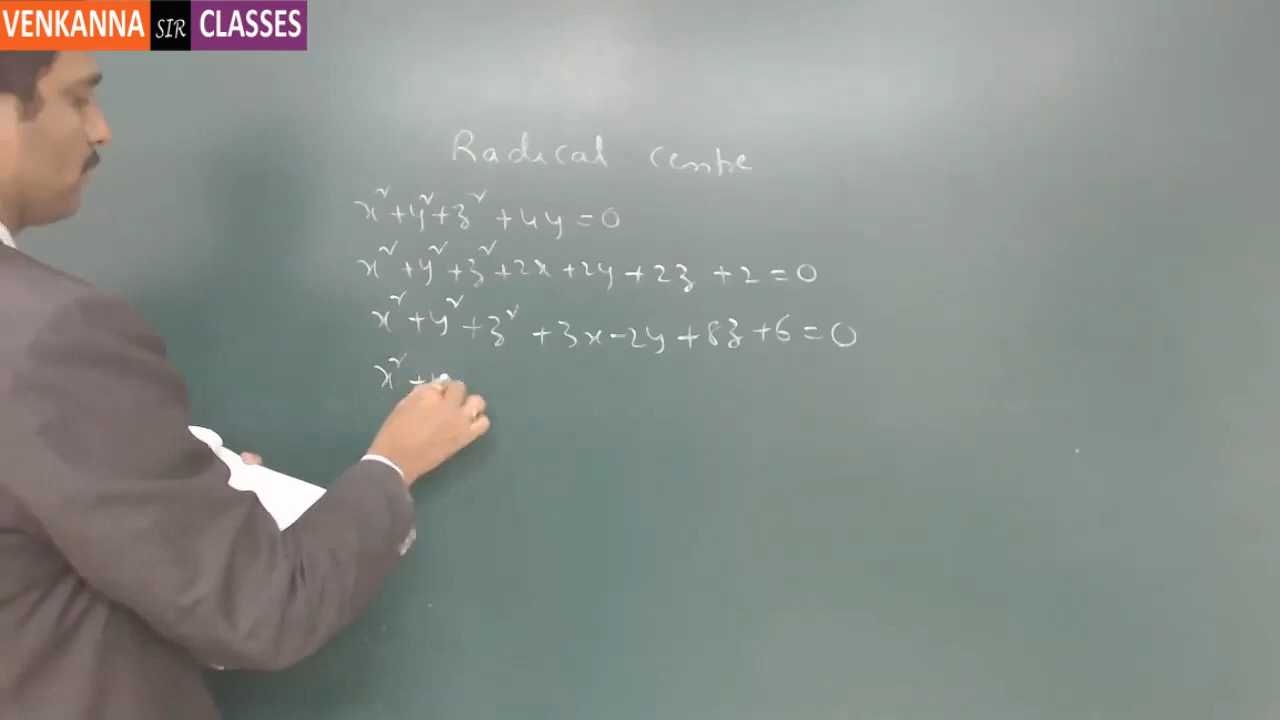 VENKANNA SIR CLASSES
Radical centre
x² + y² + z² + 4y = 0
x² + y² + z² + 2x + 2y + 2z + 2 = 0
x² + y² + z² + 3x - 2y + 8z + 6 = 0
x² +